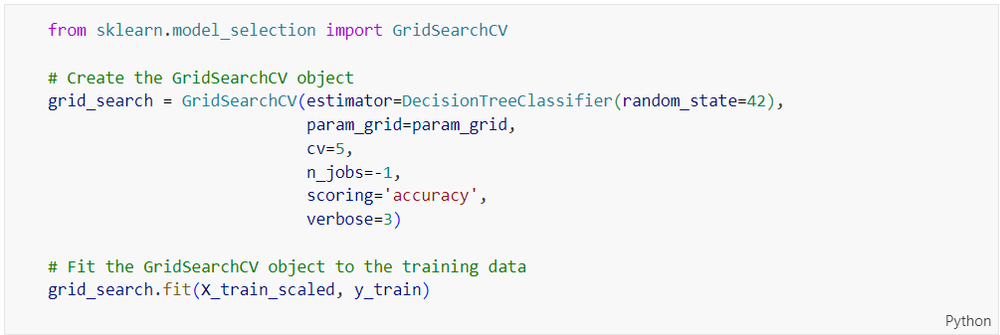 from sklearn.model_selection import GridSearchCV
# Create the GridSearchCV object
grid_search = GridSearchCV(estimator=DecisionTreeClassifier(random_state=42),
param_grid=param_grid,
cv=5,
n_jobs=-1,
scoring='accuracy',
verbose=3)
# Fit the GridSearchCV object to the training data
grid_search.fit(X_train_scaled, y_train)
Python